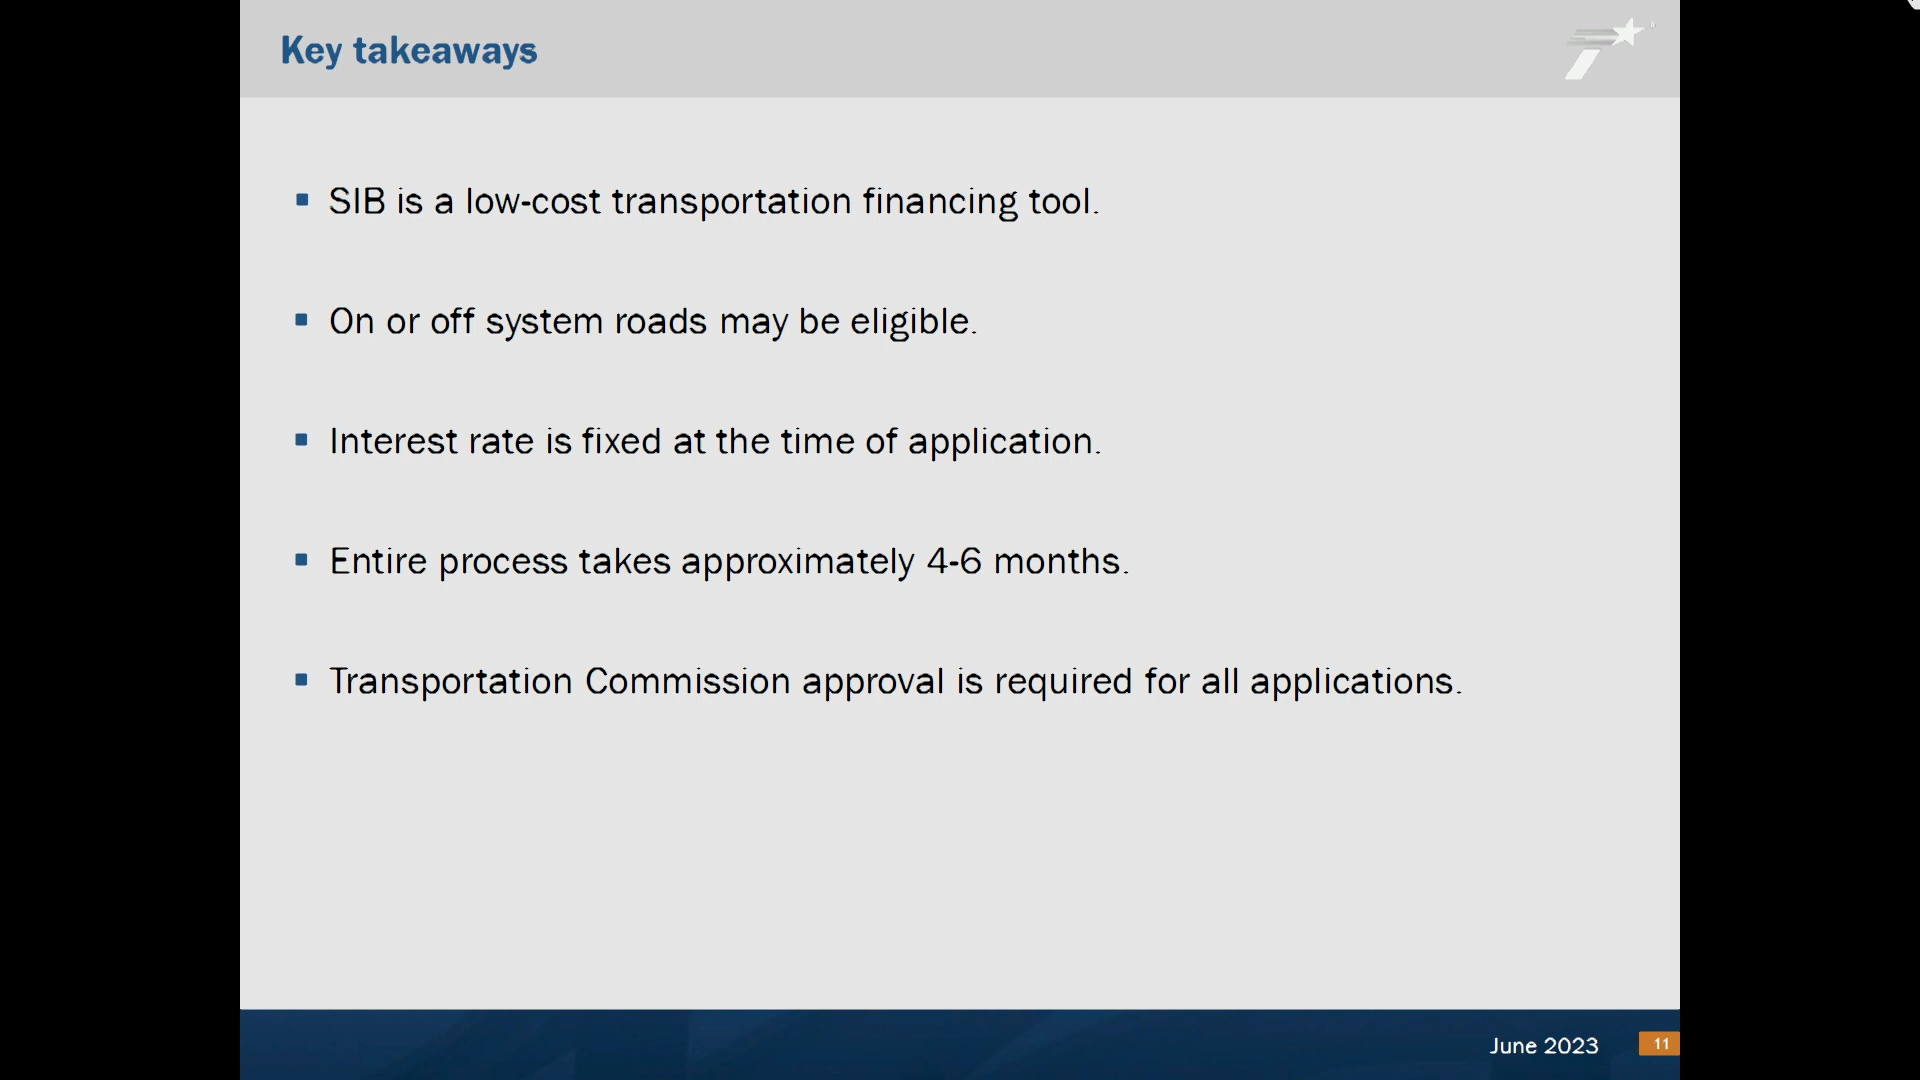 Key takeaways
SIB is a low-cost transportation financing tool.
On or off system roads may be eligible.
Interest rate is fixed at the time of application.
Entire process takes approximately 4-6 months.
Transportation Commission approval is required for all applications.
June 2023
11